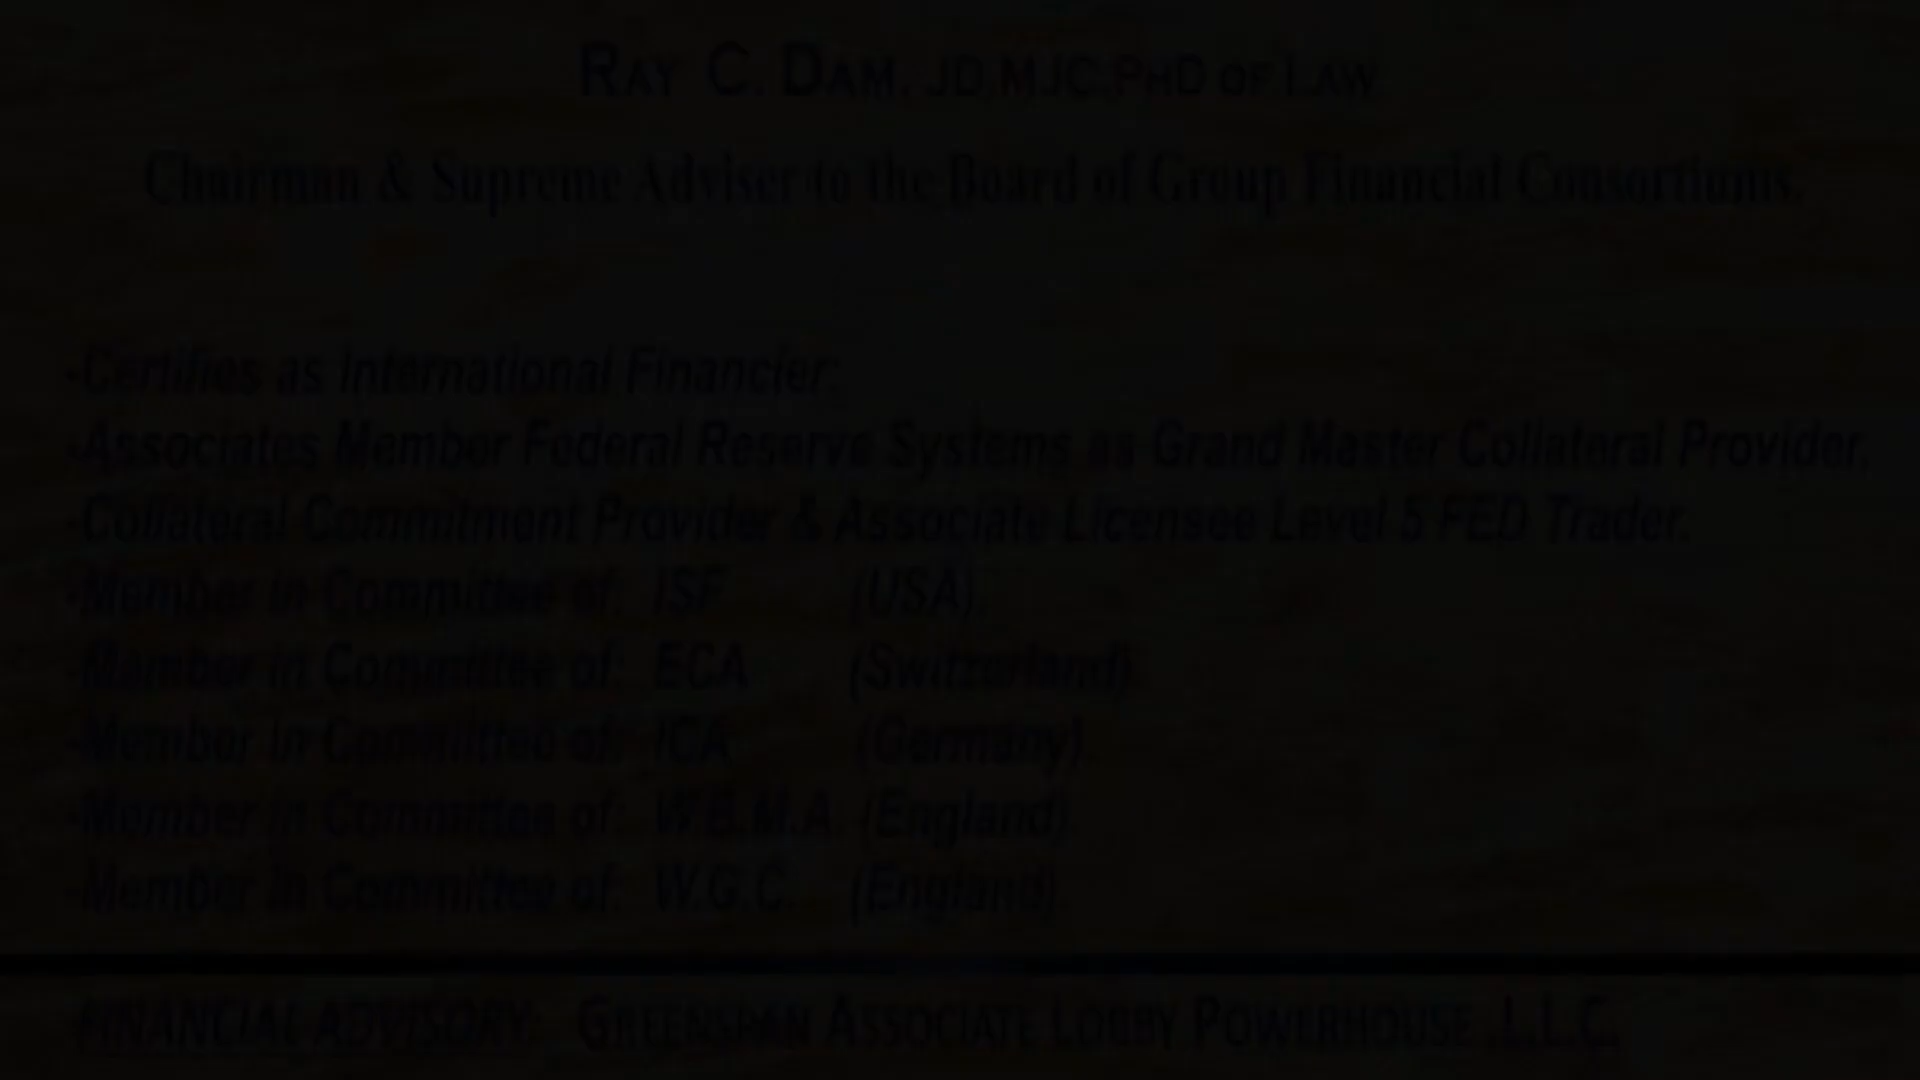 RAY C. DAM, JD.MJC.PHD OF LAW.
Chairman & Supreme Adviser to the Board of Group Financial Consortiums.
-Certifies as International Financier.
-Associates Member Federal Reserve Systems as Grand Master Collateral Provider.
-Collateral Commitment Provider & Associate Licensee Level 5 FED Trader.
-Member in Committee of: ISF (USA).
-Member in Committee of: ECA (Switzerland).
-Member in Committee of: ICA (Germany).
-Member in Committee of: W.B.M.A. (England).
-Member in Committee of: W.G.C. (England).
FINANCIAL ADVISORY: GREENSPAN ASSOCIATE LOBBY POWERHOUSE .L.L.C.